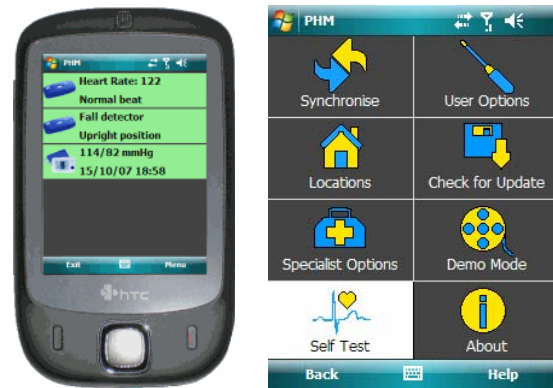 PHM
Heart Rate: 122
Normal beat
Fall detector
Upright position
114/82 mmHg
15/10/07 18:58
Exit Menu
hTC
PHM
Synchronise User Options
Locations Check for Update
Specialist Options Demo Mode
Self Test About
Back Help